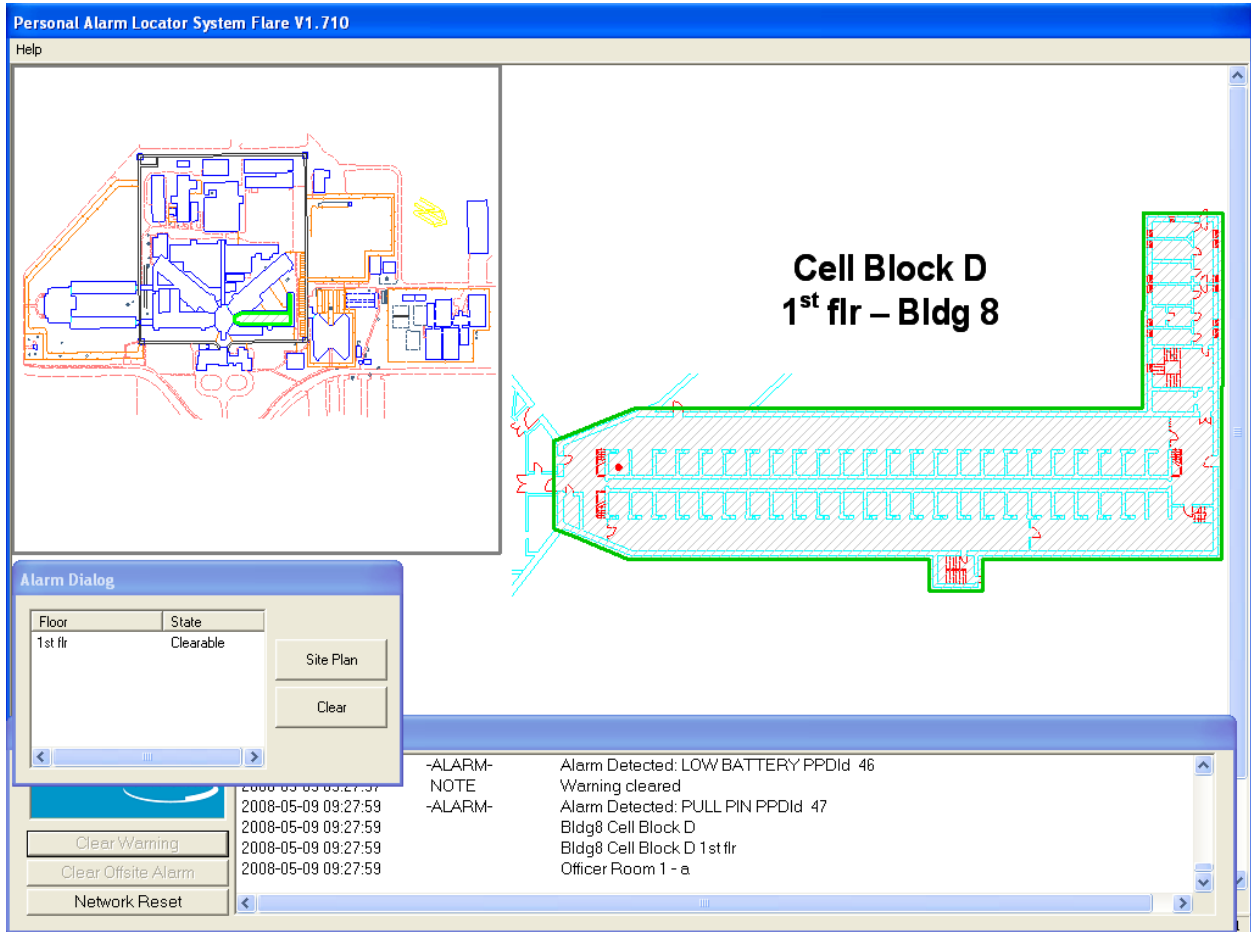 Personal Alarm Locator System Flare V1.710
Help
Cell Block D
1st flr – Bldg 8
Alarm Dialog
Floor State
1st flr Clearable
Site Plan
Clear
-ALARM- Alarm Detected: LOW BATTERY PPDId 46
NOTE Warning cleared
2008-05-09 09:27:59 -ALARM- Alarm Detected: PULL PIN PPDId 47
2008-05-09 09:27:59 Bldg8 Cell Block D
2008-05-09 09:27:59 Bldg8 Cell Block D 1st flr
2008-05-09 09:27:59 Officer Room 1 - a
Clear Warning
Clear Offsite Alarm
Network Reset